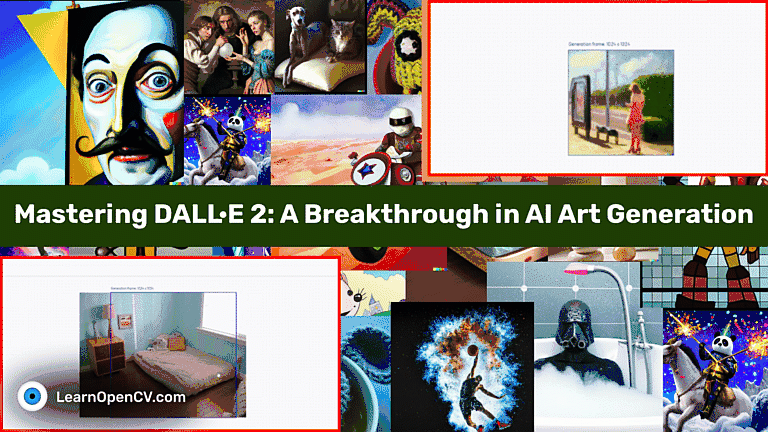 Generation frame: 1024 x 1024
Mastering DALL·E 2: A Breakthrough in AI Art Generation
Generation frame: 1024 x 1024
LearnOpenCV.com